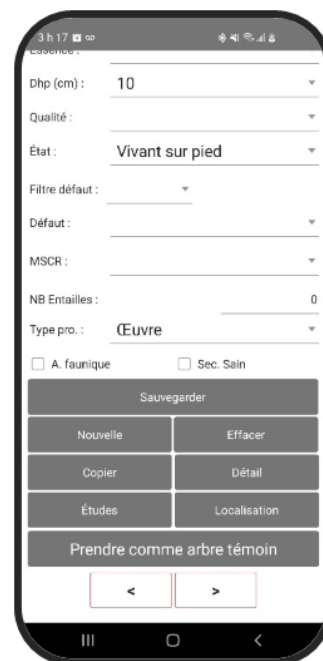 3 h 17
Essence :
Dhp (cm) : 10
Qualité :
État : Vivant sur pied
Filtre défaut :
Défaut :
MSCR :
NB Entailles : 0
Type pro. : Œuvre
A. faunique Sec. Sain
Sauvegarder
Nouvelle Effacer
Copier Détail
Études Localisation
Prendre comme arbre témoin
< >